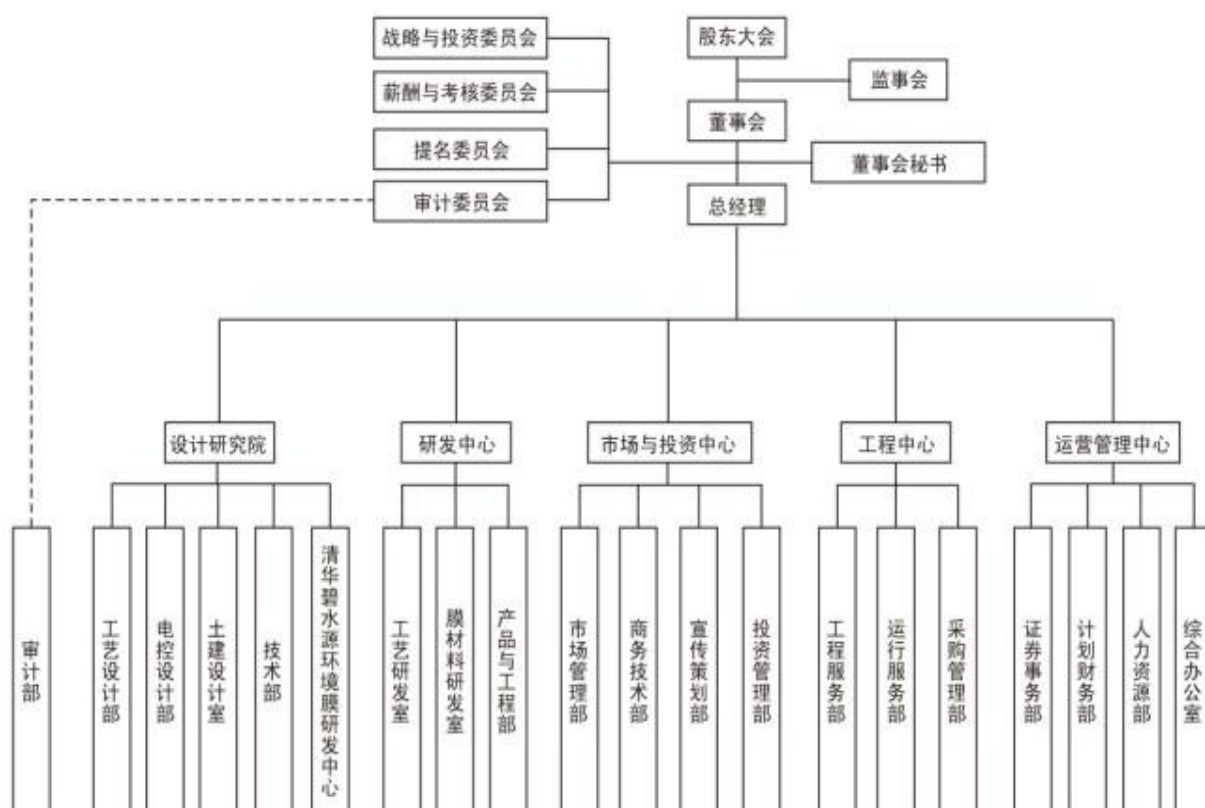 战略与投资委员会
股东大会
监事会
薪酬与考核委员会
董事会
提名委员会
董事会秘书
审计委员会
总经理
设计研究院
研发中心
市场与投资中心
工程中心
运营管理中心
审计部
工艺设计部
电控设计部
土建设计室
技术部
清华碧水源环境膜研发中心
工艺研发室
膜材料研发室
产品与工程部
市场管理部
商务技术部
宣传策划部
投资管理部
工程服务部
运行服务部
采购管理部
证券事务部
计划财务部
人力资源部
综合办公室